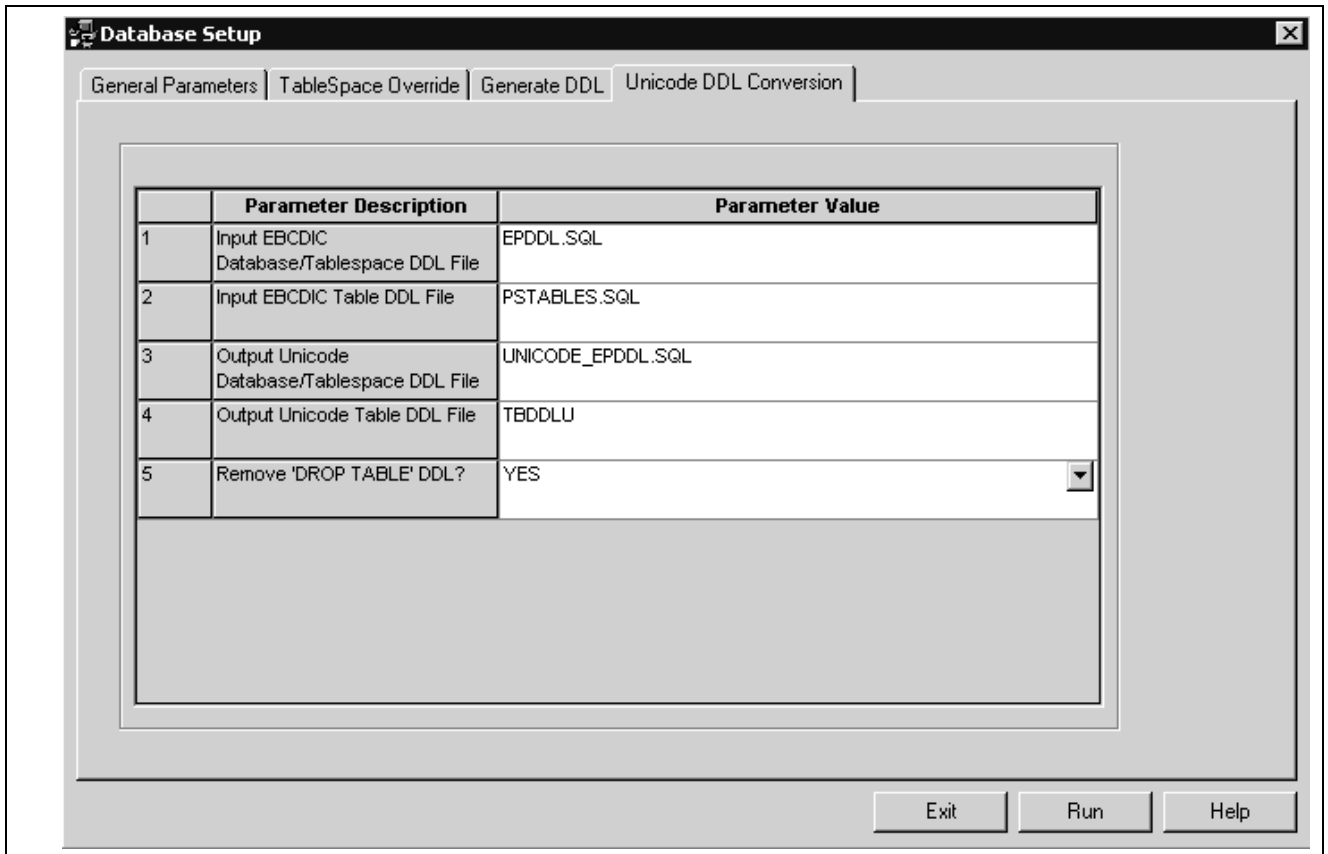 Database Setup
General Parameters TableSpace Override Generate DDL Unicode DDL Conversion
Parameter Description Parameter Value
1 Input EBCDIC EPDDL.SQL
Database/Tablespace DDL File
2 Input EBCDIC Table DDL File PSTABLES.SQL
3 Output Unicode UNICODE_EPDDL.SQL
Database/Tablespace DDL File
4 Output Unicode Table DDL File TBDDLU
5 Remove 'DROP TABLE' DDL? YES
Exit Run Help